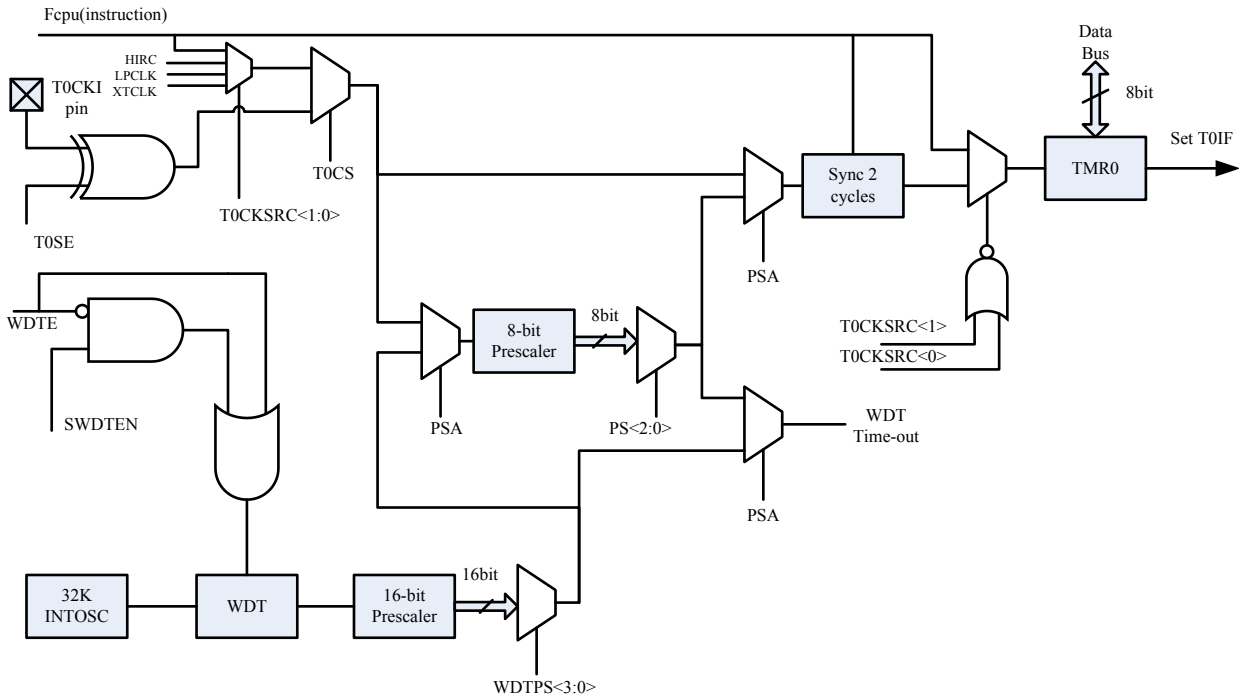 Fcpu(instruction)
HIRC
LPCLK
XTCLK
T0CKI
pin
T0SE
T0CS
T0CKSRC<1:0>
Data
Bus
8bit
Set T0IF
TMR0
Sync 2
cycles
PSA
T0CKSRC<1>
T0CKSRC<0>
WDTE
SWDTEN
8-bit
Prescaler
8bit
PSA
PS<2:0>
WDT
Time-out
PSA
32K
INTOSC
WDT
16-bit
Prescaler
16bit
WDTPS<3:0>